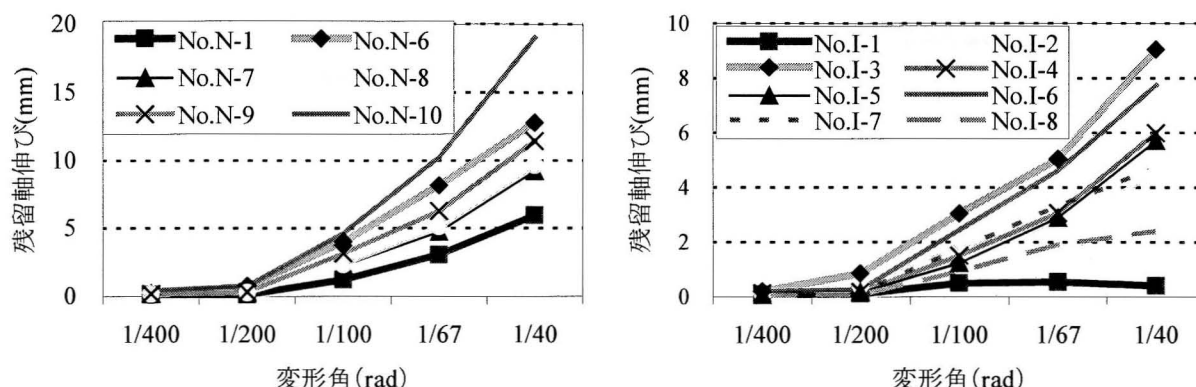 20
15
10
5
0
残留軸伸び(mm)
No.N-1 No.N-6
No.N-7 No.N-8
No.N-9 No.N-10
1/400 1/200 1/100 1/67 1/40
変形角(rad)
10
8
6
4
2
0
残留軸伸び(mm)
No.I-1 No.I-2
No.I-3 No.I-4
No.I-5 No.I-6
No.I-7 No.I-8
1/400 1/200 1/100 1/67 1/40
変形角(rad)